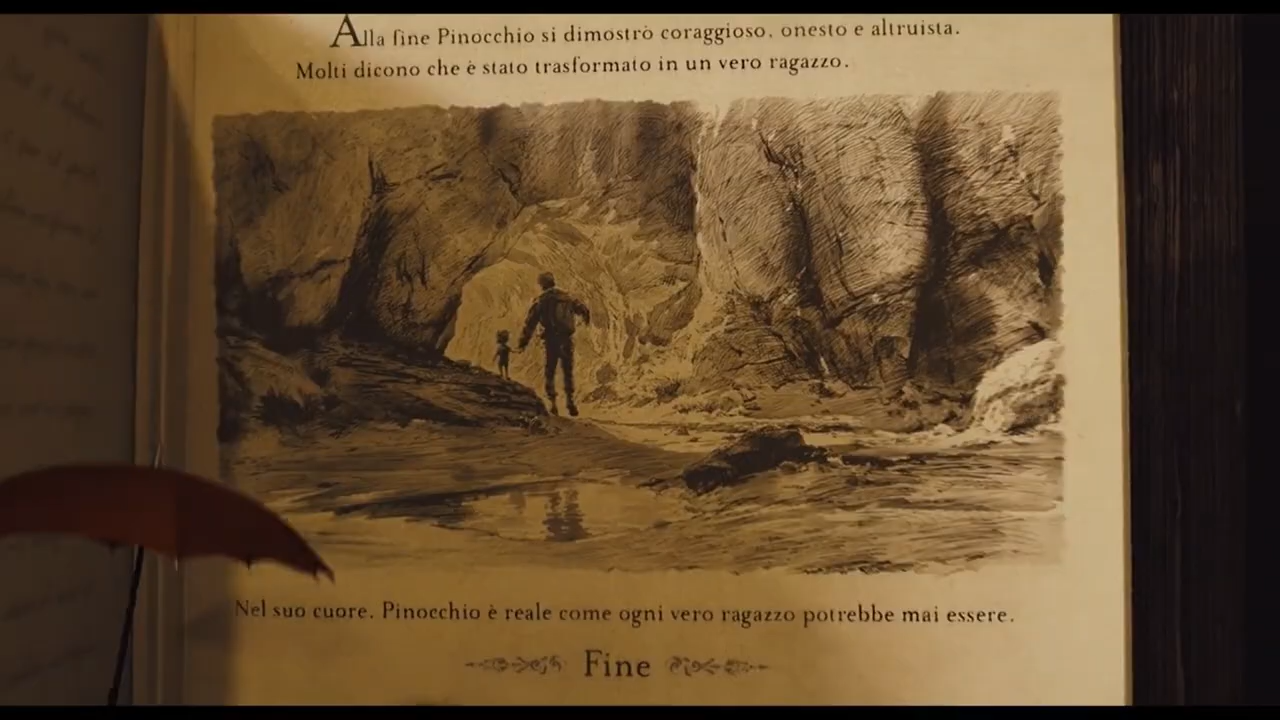 Alla fine Pinocchio si dimostrò coraggioso, onesto e altruista.
Molti dicono che è stato trasformato in un vero ragazzo.
Nel suo cuore, Pinocchio è reale come ogni vero ragazzo potrebbe mai essere.
Fine